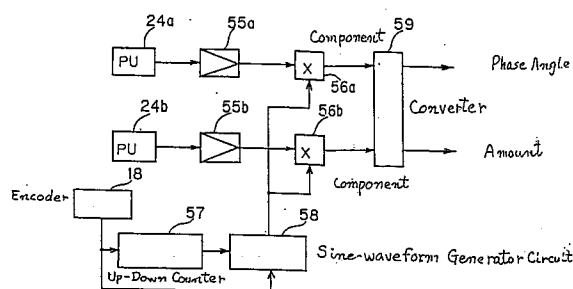 24a
55a
Component
59
PU
X
56a
Phase Angle
24b
55b
56b
Converter
PU
X
Amount
18
Component
Encoder
57
58
Sine-waveform Generator Circuit
Up-Down Counter